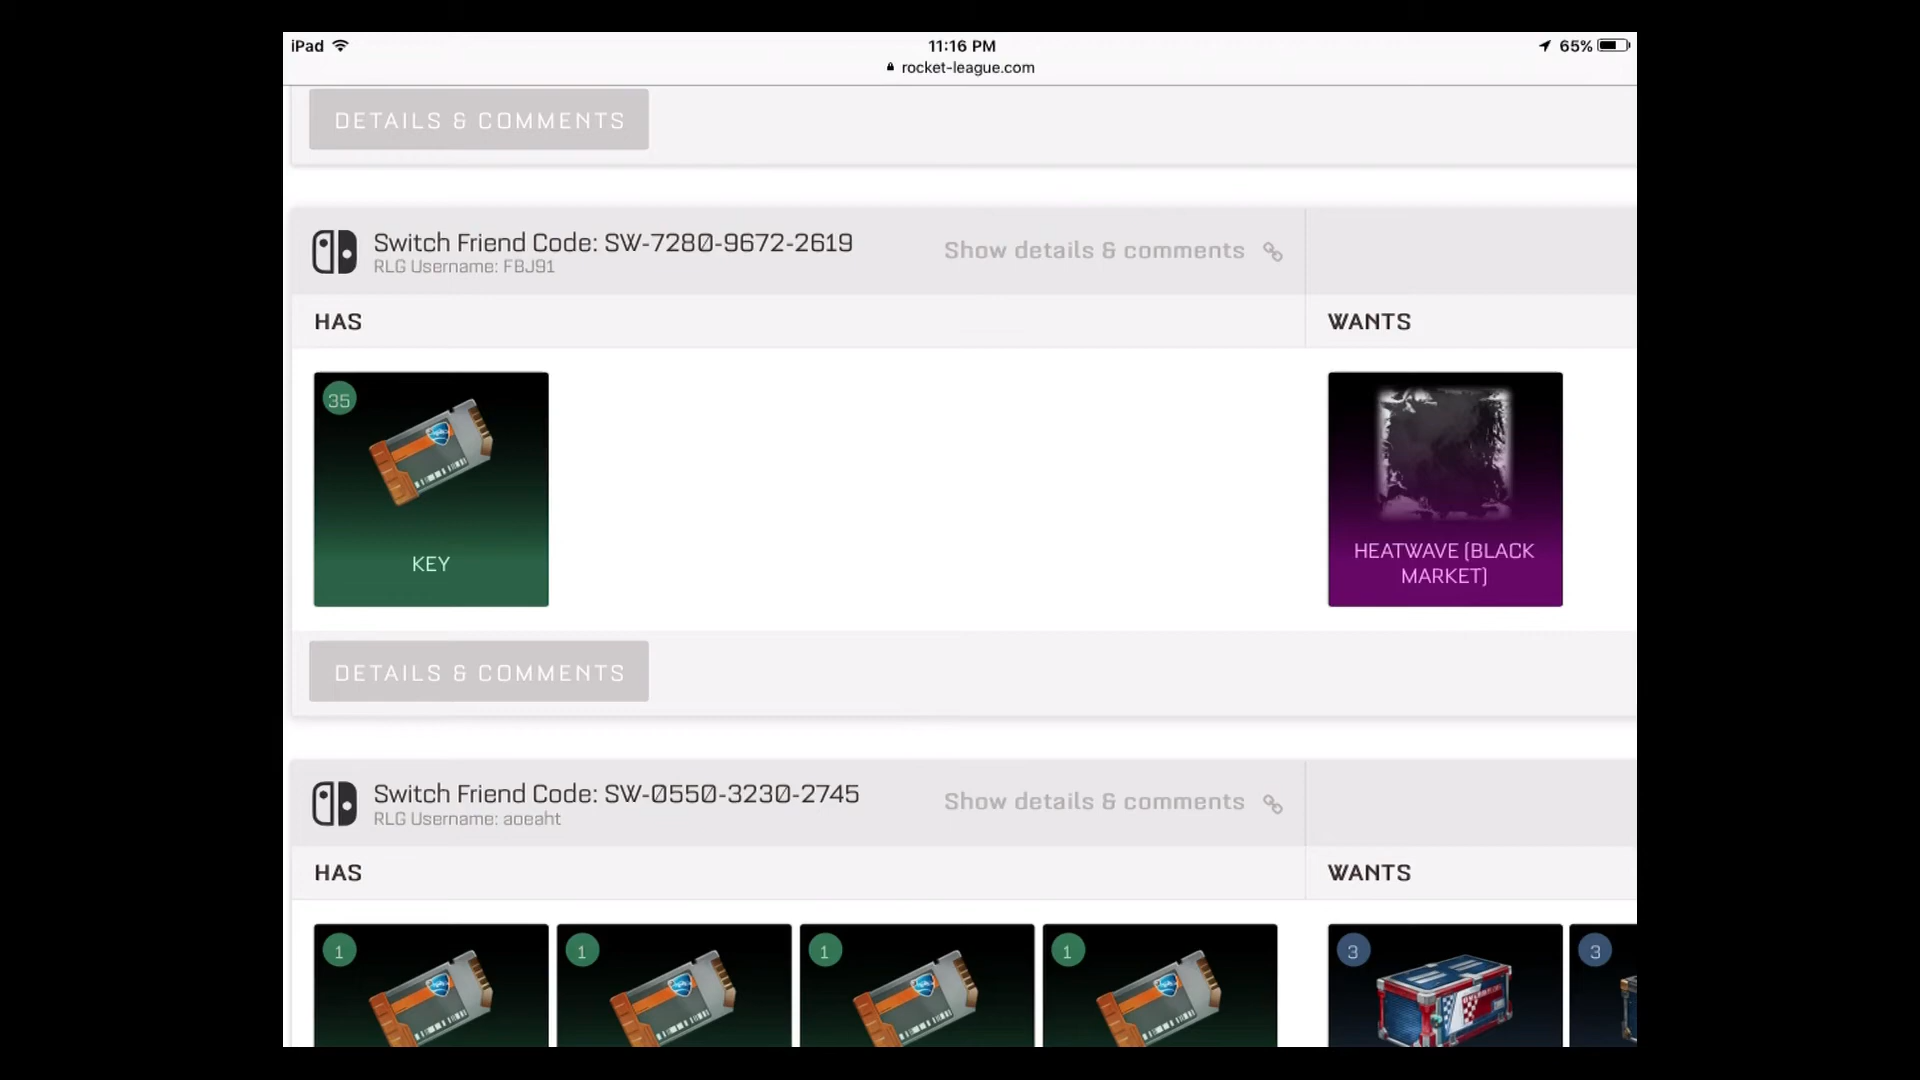 iPad 11:16 PM 65%
rocket-league.com
DETAILS & COMMENTS
Switch Friend Code: SW-7280-9672-2619
RLG Username: FBJ91
Show details & comments
HAS
WANTS
35
KEY
HEATWAVE (BLACK
MARKET)
DETAILS & COMMENTS
Switch Friend Code: SW-0550-3230-2745
RLG Username: aoeaht
Show details & comments
HAS
WANTS
1
1
1
1
3
3